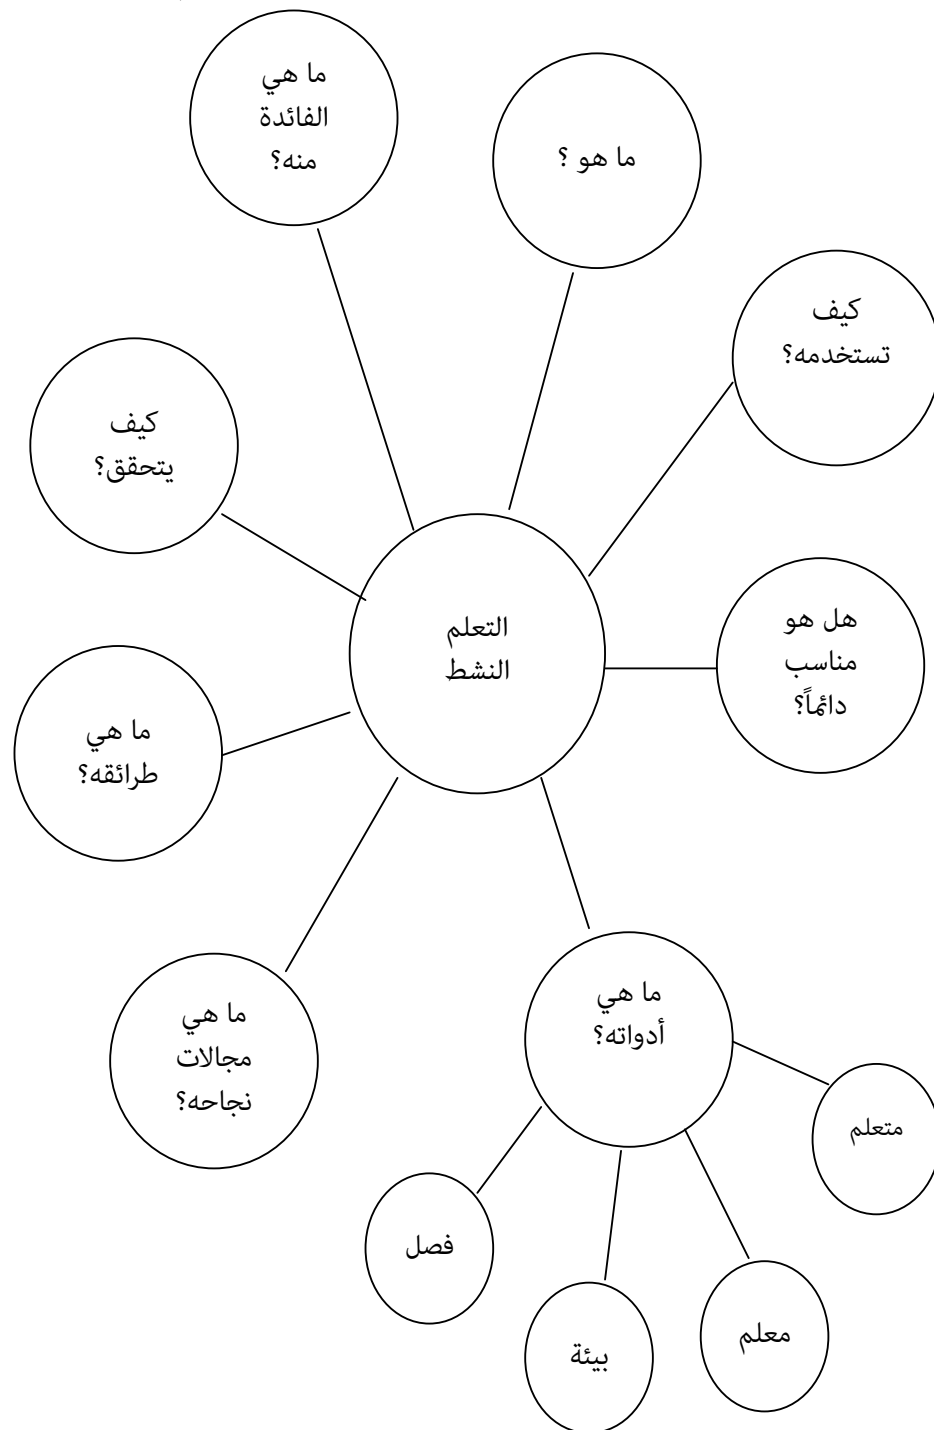 ما هي
الفائدة
منه؟
ما هو ؟
كيف
تستخدمه؟
كيف
يتحقق؟
التعلم
النشط
هل هو
مناسب
دائماً؟
ما هي
طرائقه؟
ما هي
مجالات
نجاحه؟
ما هي
أدواته؟
متعلم
معلم
بيئة
فصل